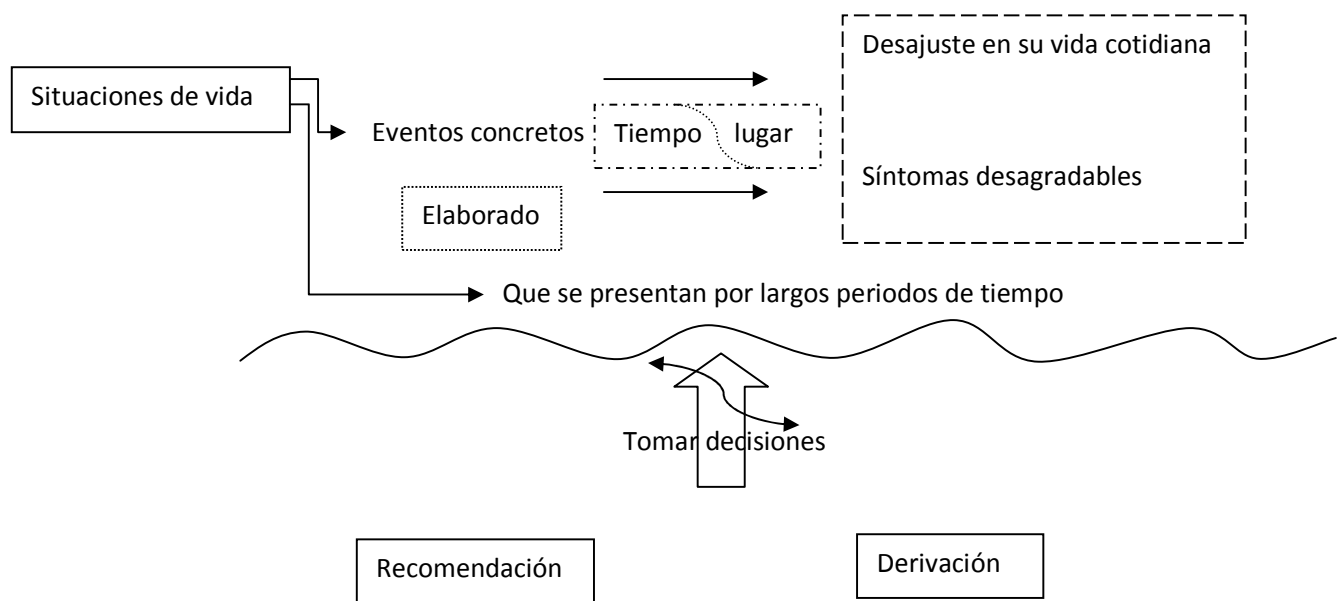 Desajuste en su vida cotidiana
Situaciones de vida
Eventos concretos
Tiempo lugar
Síntomas desagradables
Elaborado
Que se presentan por largos periodos de tiempo
Tomar decisiones
Recomendación
Derivación